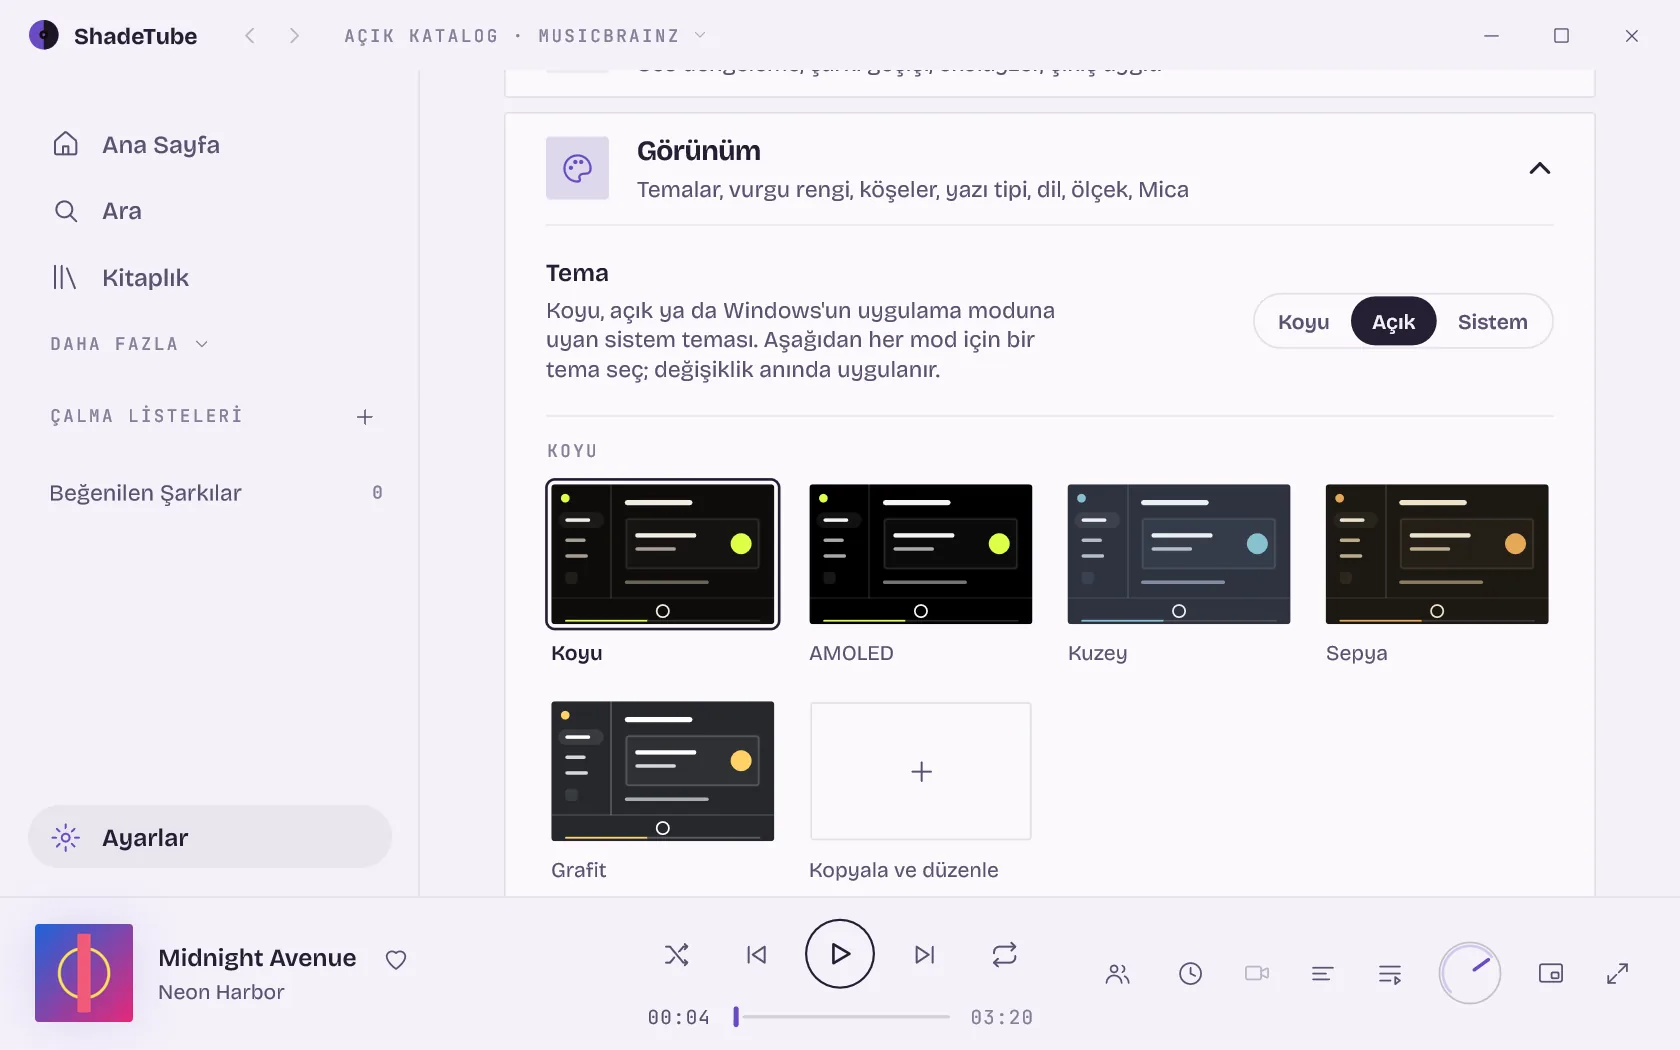 ShadeTube
AÇIK KATALOG · MUSICBRAINZ
Ana Sayfa
Ara
Kitaplık
DAHA FAZLA
ÇALMA LİSTELERİ
Beğenilen Şarkılar 0
Ayarlar
Görünüm
Temalar, vurgu rengi, köşeler, yazı tipi, dil, ölçek, Mica
Tema
Koyu, açık ya da Windows'un uygulama moduna
uyan sistem teması. Aşağıdan her mod için bir
tema seç; değişiklik anında uygulanır.
Koyu Açık Sistem
KOYU
Koyu AMOLED Kuzey Sepya
Grafit Kopyala ve düzenle
Midnight Avenue
Neon Harbor
00:04 03:20